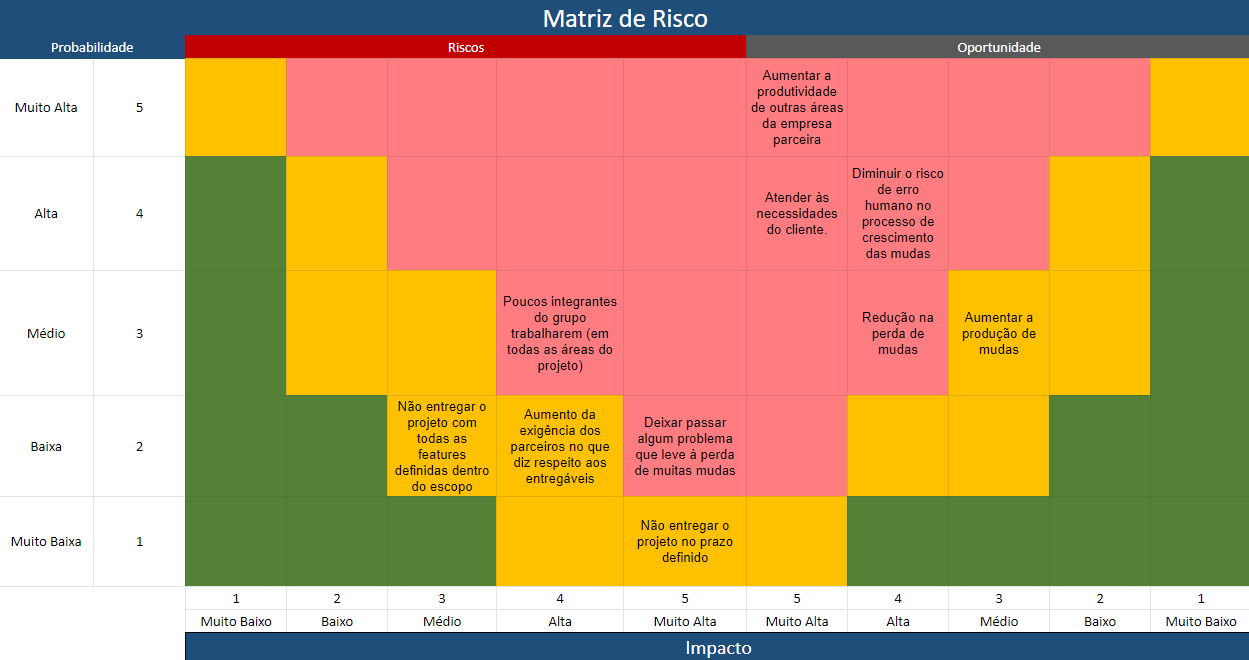 Matriz de Risco
Probabilidade
Riscos
Oportunidade
Muito Alta
5
Aumentar a
produtividade
de outras áreas
da empresa
parceira
Alta
4
Atender às
necessidades
do cliente.
Diminuir o risco
de erro
humano no
processo de
crescimento
das mudas
Médio
3
Poucos integrantes
do grupo
trabalharem (em
todas as áreas do
projeto)
Redução na
perda de
mudas
Aumentar a
produção de
mudas
Baixa
2
Não entregar o
projeto com
todas as
features
definidas dentro
do escopo
Aumento da
exigência dos
parceiros no que
diz respeito aos
entregáveis
Deixar passar
algum problema
que leve à perda
de muitas mudas
Muito Baixa
1
Não entregar o
projeto no prazo
definido
1 2 3 4 5 5 4 3 2 1
Muito Baixo Baixo Médio Alta Muito Alta Muito Alta Alta Médio Baixo Muito Baixo
Impacto